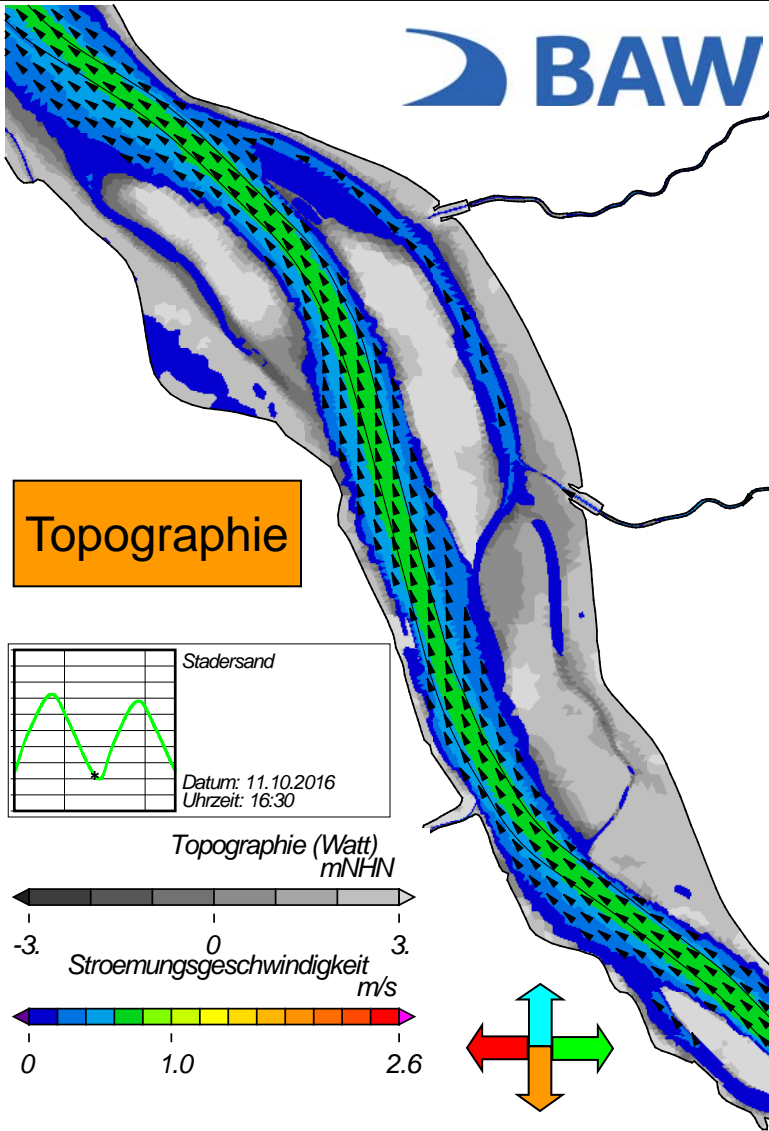 BAW
Topographie
Stadersand
Datum: 11.10.2016
Uhrzeit: 16:30
Topographie (Watt)
mNHN
-3. 0 3.
Stroemungsgeschwindigkeit
m/s
0 1.0 2.6